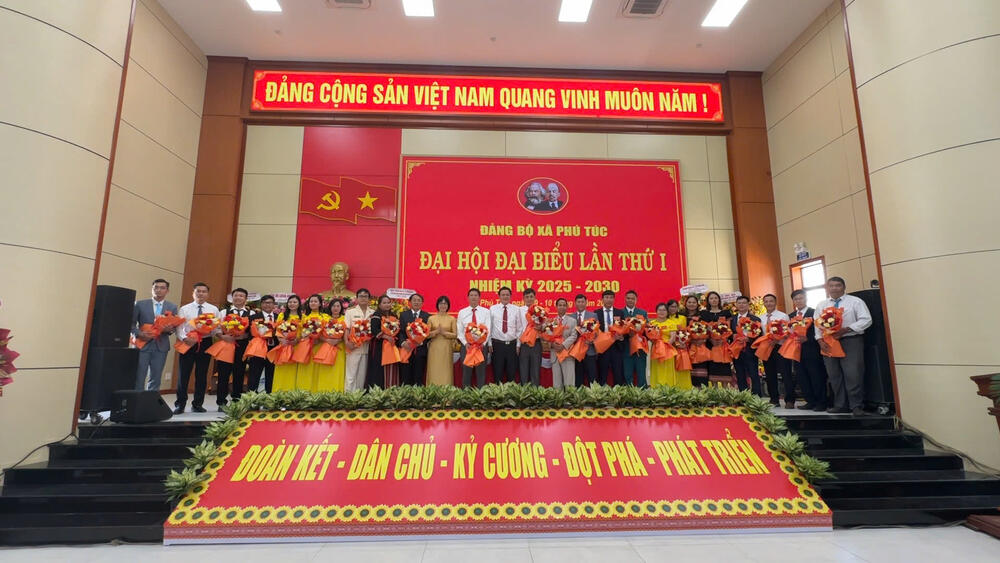 ĐẢNG CỘNG SẢN VIỆT NAM QUANG VINH MUÔN NĂM !
ĐẢNG BỘ XÃ PHÚ TÚC
ĐẠI HỘI ĐẠI BIỂU LẦN THỨ I
NHIỆM KỲ 2025 - 2030
ĐOÀN KẾT - DÂN CHỦ - KỶ CƯƠNG - ĐỘT PHÁ - PHÁT TRIỂN